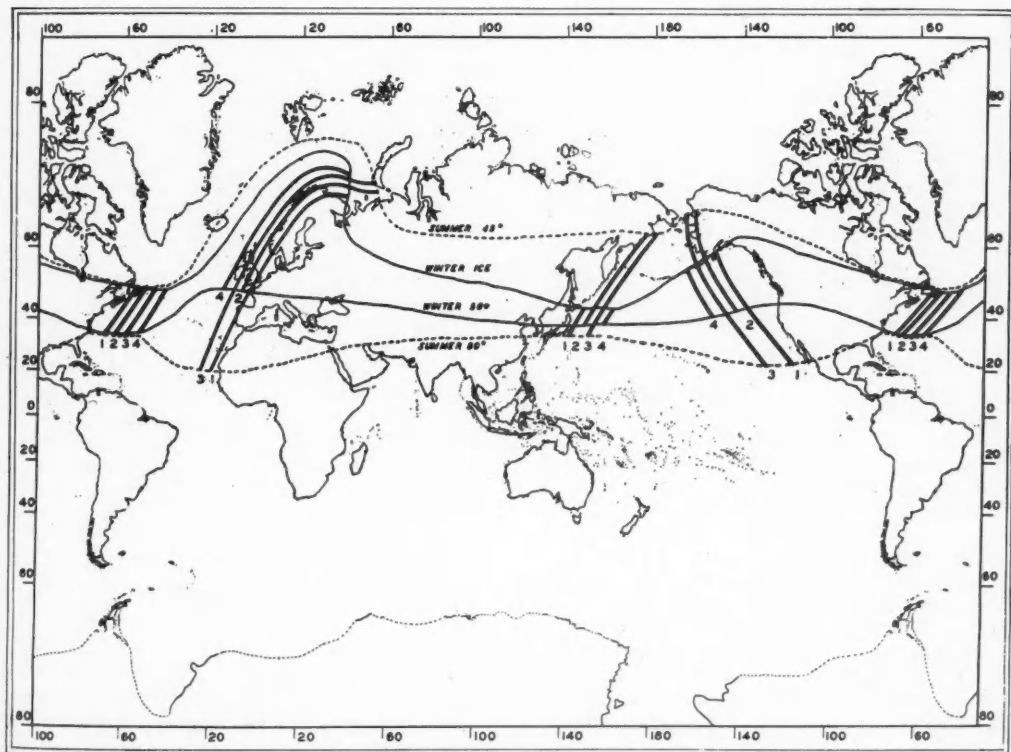 100 60 20 20 60 100 140 180 140 100 60
80 80
SUMMER 45°
60 60
WINTER ICE
40 4 2 WINTER 55° 4 2 40
1 2 3 4 SUMMER 80° 1 2 3 4 1 2 3 4
20 3 1 3 1 20
0 0
20 20
40 40
60 60
80 80
100 60 20 20 60 100 140 180 140 100 60